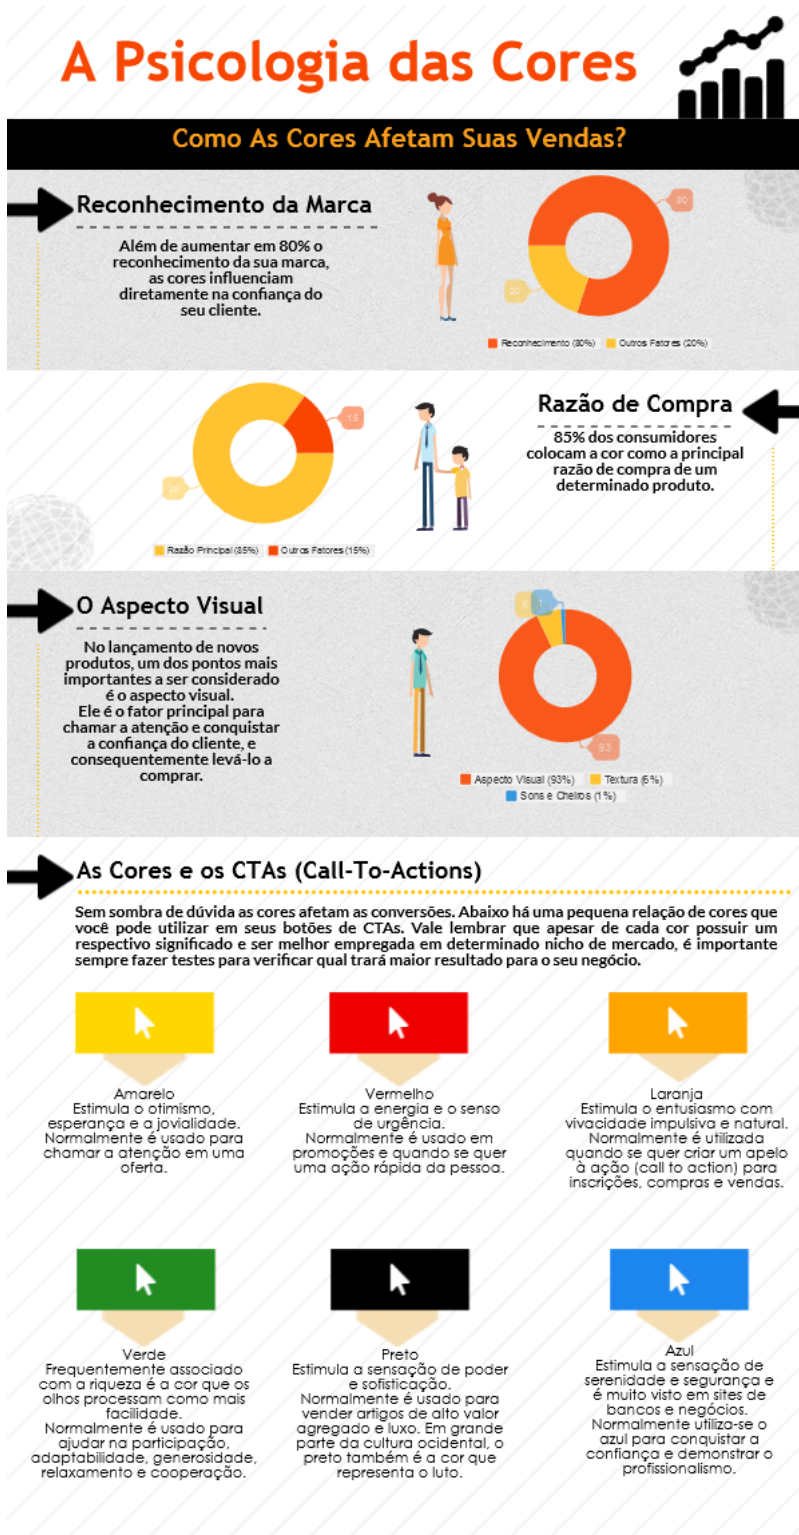 A Psicologia das Cores
Como As Cores Afetam Suas Vendas?
Reconhecimento da Marca
Além de aumentar em 80% o
reconhecimento da sua marca,
as cores influenciam
diretamente na confiança do
seu cliente.
80
20
Reconhecimento (80%)
Outros Fatores (20%)
15
Razão Principal (85%)
Outros Fatores (15%)
Razão de Compra
85% dos consumidores
colocam a cor como a principal
razão de compra de um
determinado produto.
O Aspecto Visual
No lançamento de novos
produtos, um dos pontos mais
importantes a ser considerado
é o aspecto visual.
Ele é o fator principal para
chamar a atenção e conquistar
a confiança do cliente, e
consequentemente levá-lo a
comprar.
6
1
93
Aspecto Visual (93%)
Textura (6%)
Sons e Cheiros (1%)
As Cores e os CTAs (Call-To-Actions)
Sem sombra de dúvida as cores afetam as conversões. Abaixo há uma pequena relação de cores que
você pode utilizar em seus botões de CTAs. Vale lembrar que apesar de cada cor possuir um
respectivo significado e ser melhor empregada em determinado nicho de mercado, é importante
sempre fazer testes para verificar qual trará maior resultado para o seu negócio.
Amarelo
Estimula o otimismo,
esperança e a jovialidade.
Normalmente é usado para
chamar a atenção em uma
oferta.
Vermelho
Estimula a energia e o senso
de urgência.
Normalmente é usado em
promoções e quando se quer
uma ação rápida da pessoa.
Laranja
Estimula o entusiasmo com
vivacidade impulsiva e natural.
Normalmente é utilizada
quando se quer criar um apelo
à ação (call to action) para
inscrições, compras e vendas.
Verde
Frequentemente associado
com a riqueza é a cor que os
olhos processam como mais
facilidade.
Normalmente é usado para
ajudar na participação,
adaptabilidade, generosidade,
relaxamento e cooperação.
Preto
Estimula a sensação de poder
e sofisticação.
Normalmente é usado para
vender artigos de alto valor
agregado e luxo. Em grande
parte da cultura ocidental, o
preto também é a cor que
representa o luto.
Azul
Estimula a sensação de
serenidade e segurança e
é muito visto em sites de
bancos e negócios.
Normalmente utiliza-se o
azul para conquistar a
confiança e demonstrar o
profissionalismo.